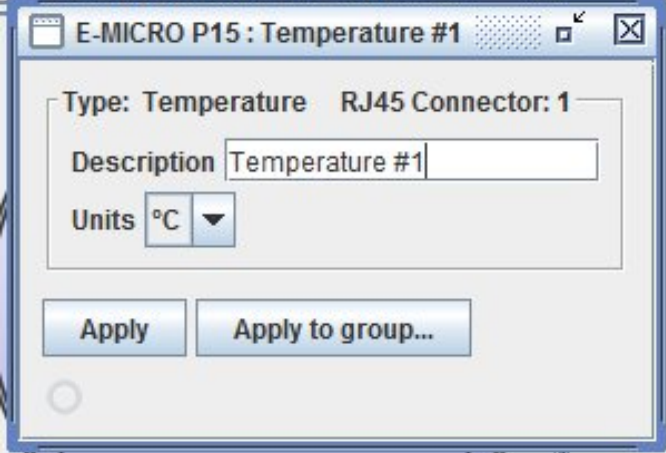 E-MICRO P15 : Temperature #1
Type: Temperature RJ45 Connector: 1
Description Temperature #1
Units °C
Apply Apply to group...